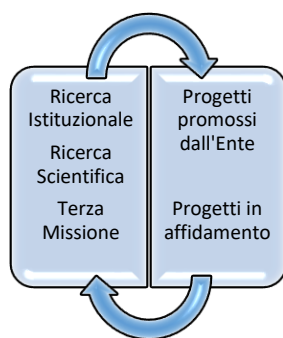 Ricerca
Istituzionale
Ricerca
Scientifica
Terza
Missione
Progetti
promossi
dall'Ente
Progetti in
affidamento